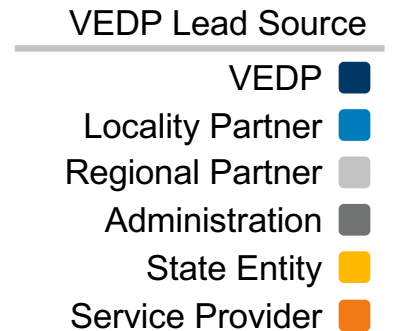 VEDP Lead Source
VEDP
Locality Partner
Regional Partner
Administration
State Entity
Service Provider